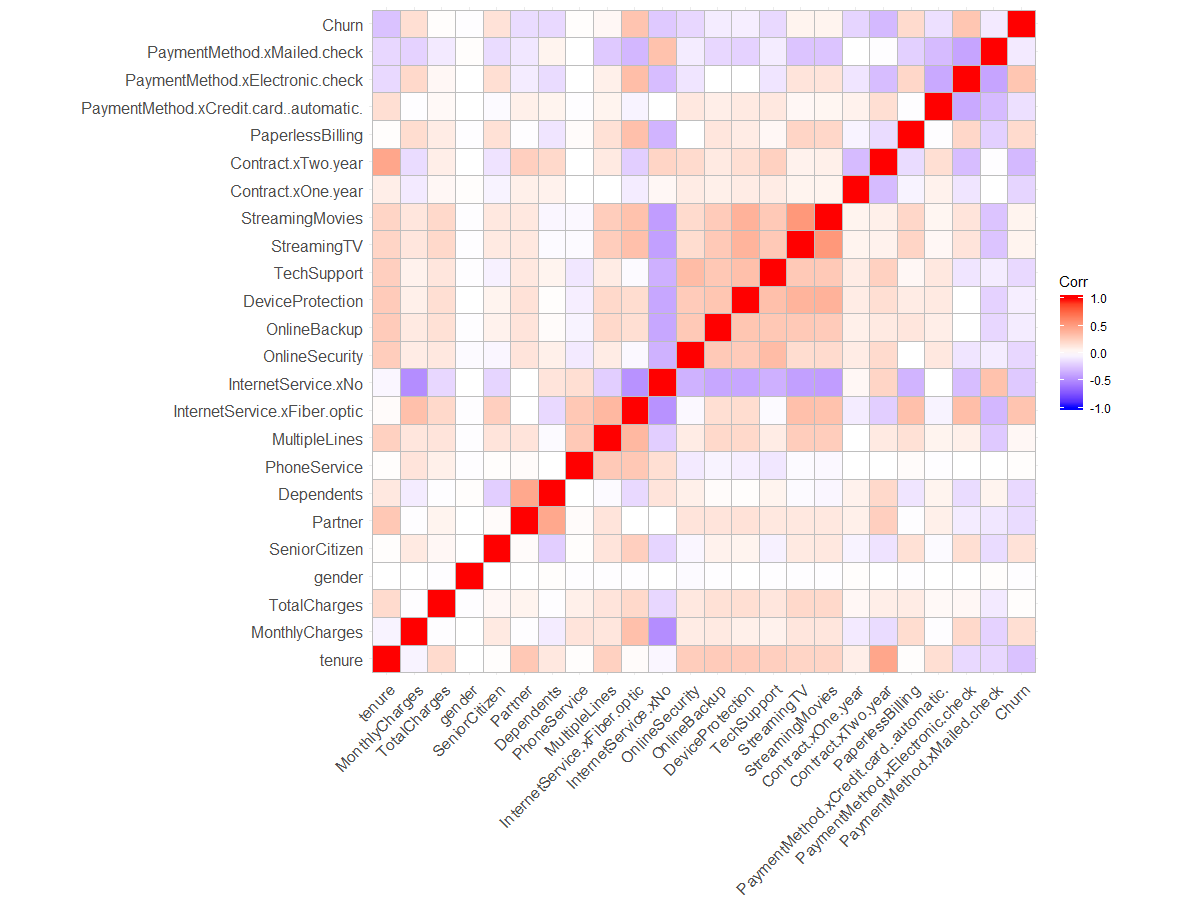 Churn
PaymentMethod.xMailed.check
PaymentMethod.xElectronic.check
PaymentMethod.xCredit.card..automatic.
PaperlessBilling
Contract.xTwo.year
Contract.xOne.year
StreamingMovies
StreamingTV
TechSupport
DeviceProtection
OnlineBackup
OnlineSecurity
InternetService.xNo
InternetService.xFiber.optic
MultipleLines
PhoneService
Dependents
Partner
SeniorCitizen
gender
TotalCharges
MonthlyCharges
tenure
Corr
1.0
0.5
0.0
-0.5
-1.0
tenure
MonthlyCharges
TotalCharges
gender
SeniorCitizen
Partner
Dependents
PhoneService
MultipleLines
InternetService.xFiber.optic
InternetService.xNo
OnlineSecurity
OnlineBackup
DeviceProtection
TechSupport
StreamingTV
StreamingMovies
Contract.xOne.year
Contract.xTwo.year
PaperlessBilling
PaymentMethod.xCredit.card..automatic.
PaymentMethod.xElectronic.check
PaymentMethod.xMailed.check
Churn